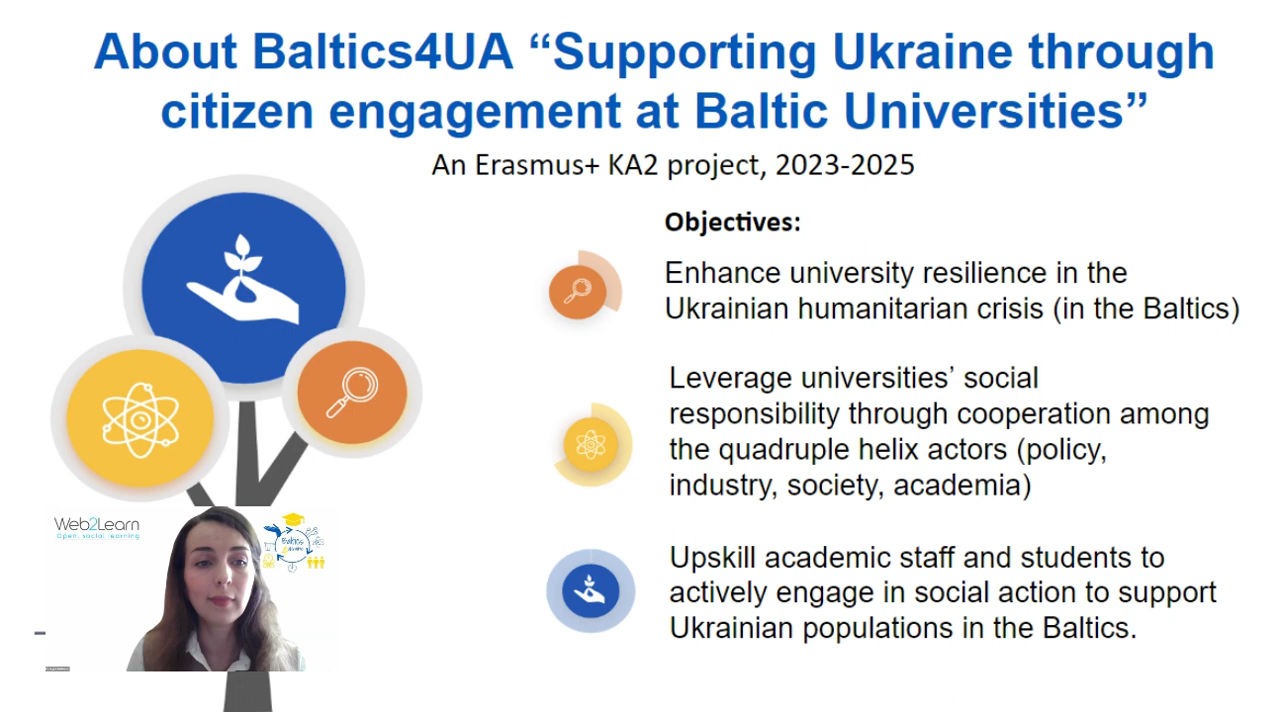 About Baltics4UA “Supporting Ukraine through
citizen engagement at Baltic Universities”
An Erasmus+ KA2 project, 2023-2025
Objectives:
Enhance university resilience in the
Ukrainian humanitarian crisis (in the Baltics)
Leverage universities’ social
responsibility through cooperation among
the quadruple helix actors (policy,
industry, society, academia)
Upskill academic staff and students to
actively engage in social action to support
Ukrainian populations in the Baltics.
Web2Learn
Open, social learning
Baltics